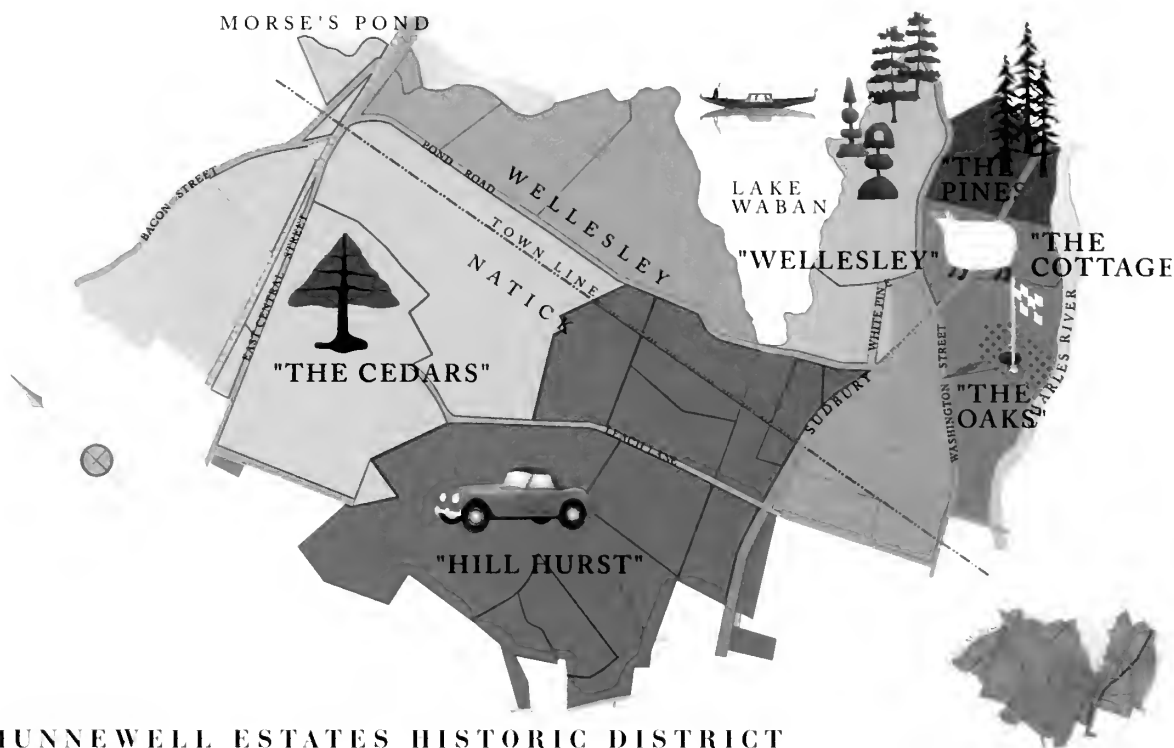 MORSE'S POND
BACON STREET
EAST CENTRAL STREET
POND ROAD
WELLESLEY
TOWN LINE
NATICK
LAKE
WABAN
"THE
PINES
"WELLESLEY"
"THE
COTTAGE
WHITE PINE
WASHINGTON STREET
CHARLES RIVER
"THE
OAKS"
SUDBURY
"THE CEDARS"
"HILL HURST"
HUNNEWELL ESTATES HISTORIC DISTRICT